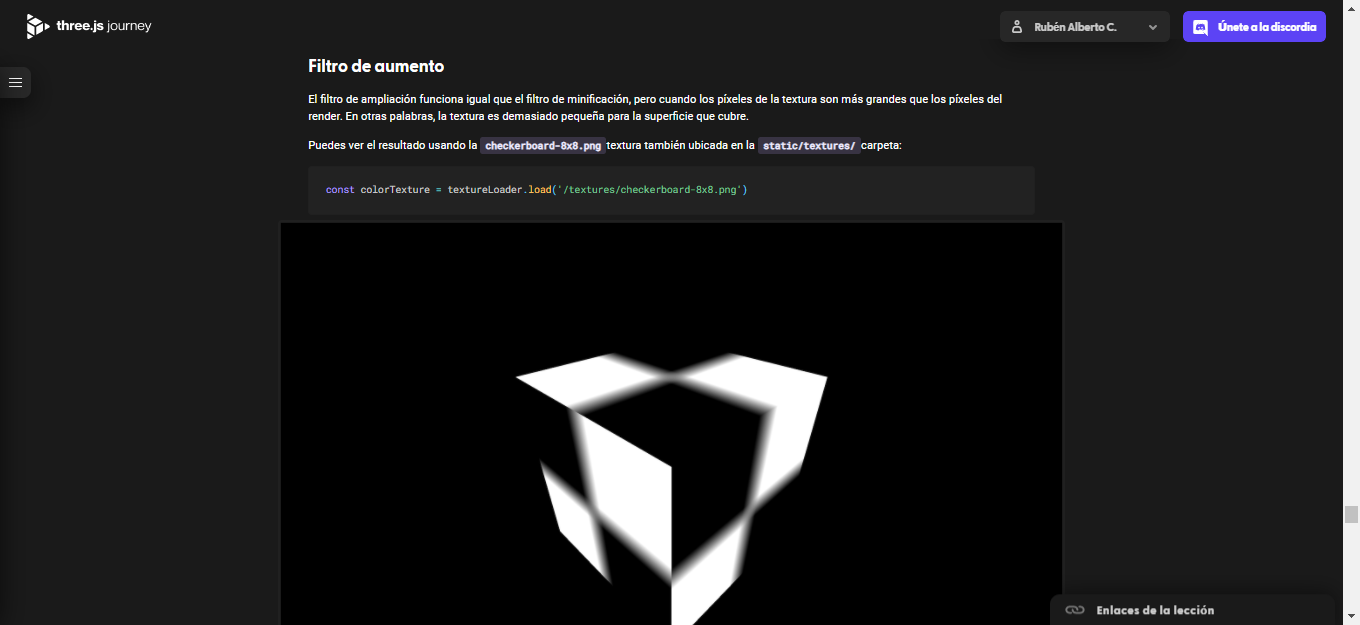 three.js journey
Rubén Alberto C.
Únete a la discordia
Filtro de aumento
El filtro de ampliación funciona igual que el filtro de minificación, pero cuando los píxeles de la textura son más grandes que los píxeles del
render. En otras palabras, la textura es demasiado pequeña para la superficie que cubre.
Puedes ver el resultado usando la checkerboard-8x8.png textura también ubicada en la static/textures/ carpeta:
const colorTexture = textureLoader.load('/textures/checkerboard-8x8.png')
Enlaces de la lección